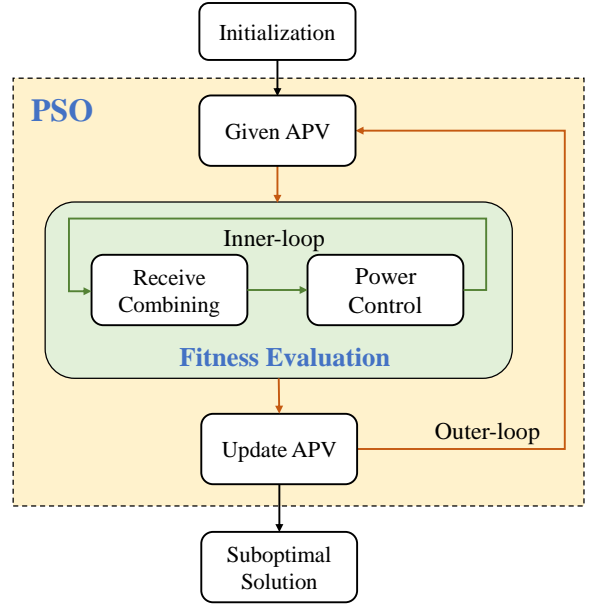 Initialization
PSO
Given APV
Inner-loop
Receive
Combining
Power
Control
Fitness Evaluation
Outer-loop
Update APV
Suboptimal
Solution